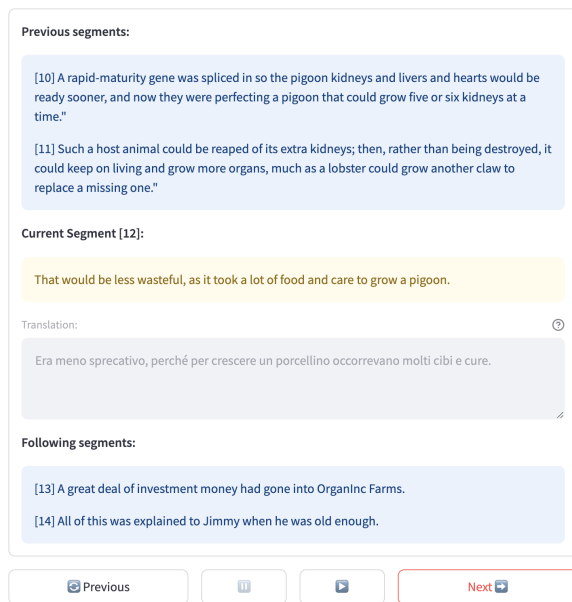 Previous segments:
[10] A rapid-maturity gene was spliced in so the pigoon kidneys and livers and hearts would be
ready sooner, and now they were perfecting a pigoon that could grow five or six kidneys at a
time."
[11] Such a host animal could be reaped of its extra kidneys; then, rather than being destroyed, it
could keep on living and grow more organs, much as a lobster could grow another claw to
replace a missing one."
Current Segment [12]:
That would be less wasteful, as it took a lot of food and care to grow a pigoon.
Translation:
Era meno sprecativo, perché per crescere un porcellino occorrevano molti cibi e cure.
Following segments:
[13] A great deal of investment money had gone into OrganInc Farms.
[14] All of this was explained to Jimmy when he was old enough.
Previous
Next